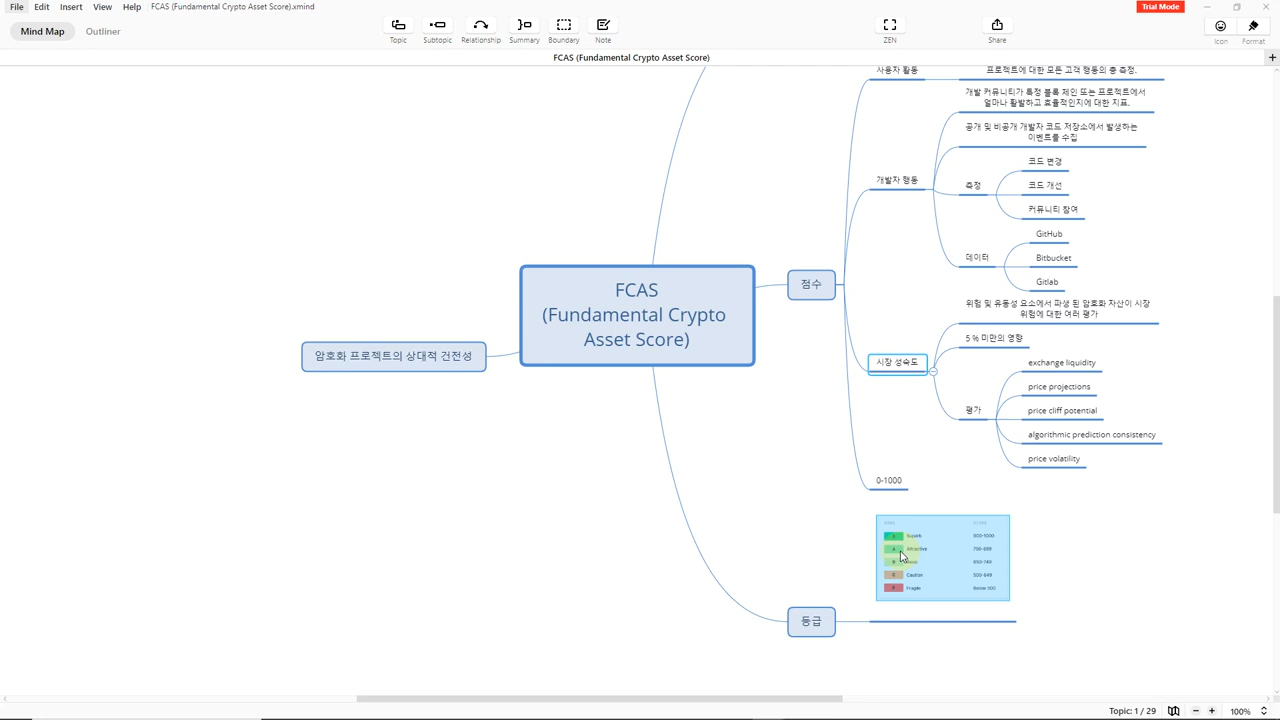 File Edit Insert View Help FCAS (Fundamental Crypto Asset Score).xmind
Trial Mode
Mind Map Outliner
Topic Subtopic Relationship Summary Boundary Note
ZEN
Share
Icon Format
FCAS (Fundamental Crypto Asset Score)
사용자 활동
프로젝트에 대한 모든 고객 행동의 총 측정.
개발 커뮤니티가 특정 블록 체인 또는 프로젝트에서
얼마나 활발하고 효율적인지에 대한 지표.
공개 및 비공개 개발자 코드 저장소에서 발생하는
이벤트를 수집
개발자 행동
측정
코드 변경
코드 개선
커뮤니티 참여
데이터
GitHub
Bitbucket
Gitlab
FCAS
(Fundamental Crypto
Asset Score)
점수
암호화 프로젝트의 상대적 건전성
위험 및 유동성 요소에서 파생 된 암호화 자산이 시장
위험에 대한 여러 평가
5 % 미만의 영향
시장 성숙도
평가
exchange liquidity
price projections
price cliff potential
algorithmic prediction consistency
price volatility
0-1000
S Superb 900-1000
A Attractive
B 650-749
C Caution 500-649
F Fragile Below 500
등급
Topic: 1 / 29
100%